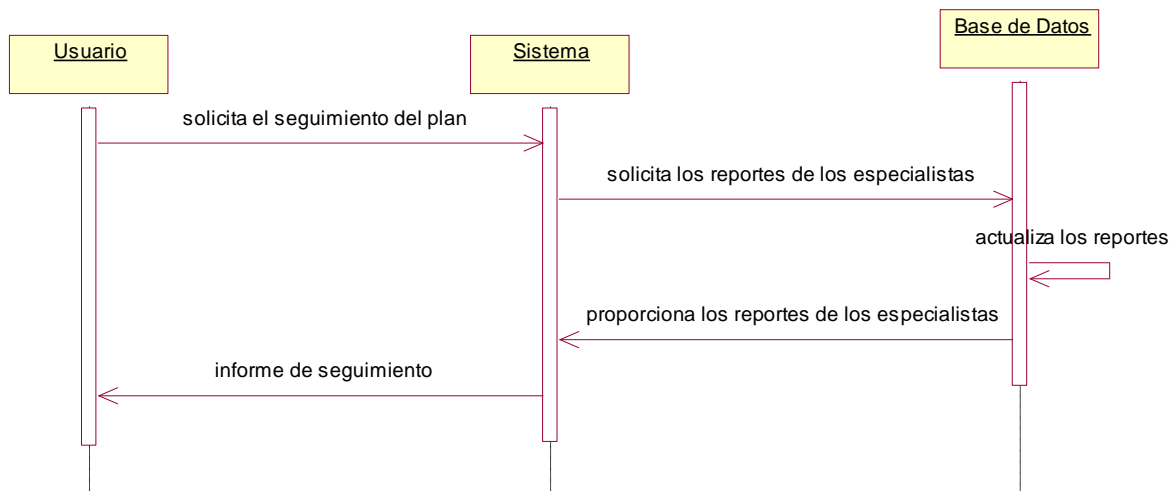 Usuario
Sistema
Base de Datos
solicita el seguimiento del plan
solicita los reportes de los especialistas
actualiza los reportes
proporciona los reportes de los especialistas
informe de seguimiento